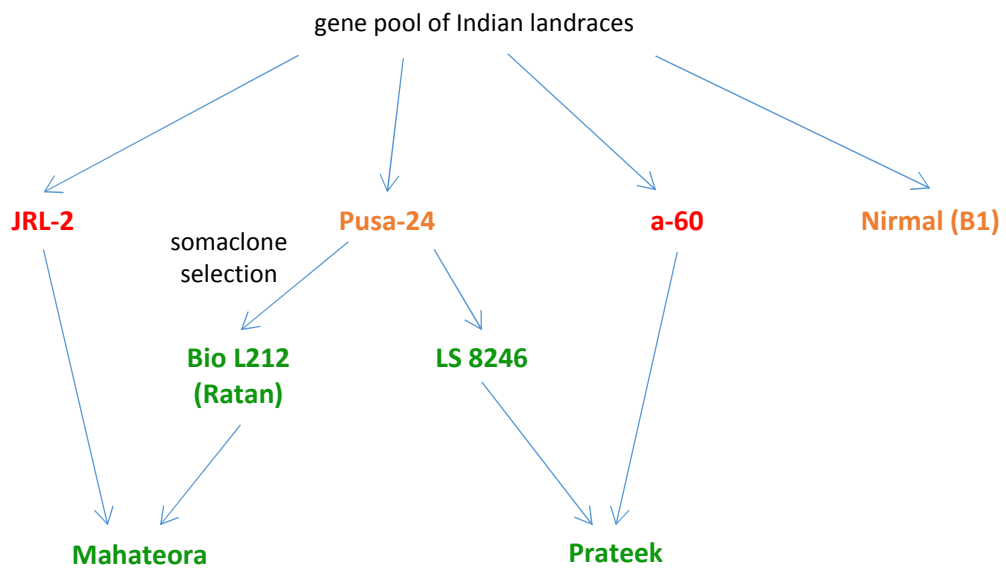 gene pool of Indian landraces
JRL-2
Pusa-24
a-60
Nirmal (B1)
somaclone
selection
Bio L212
(Ratan)
LS 8246
Mahateora
Prateek